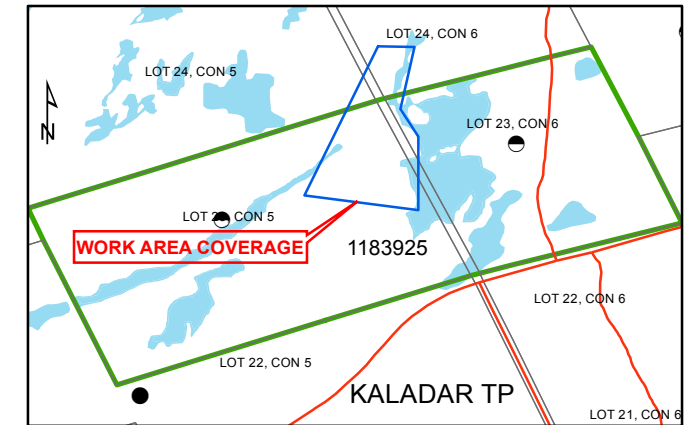 LOT 24, CON 6
LOT 24, CON 5
N
LOT 23, CON 6
CON 5
WORK AREA COVERAGE
1183925
LOT 22, CON 6
LOT 22, CON 5
KALADAR TP
LOT 21, CON 6